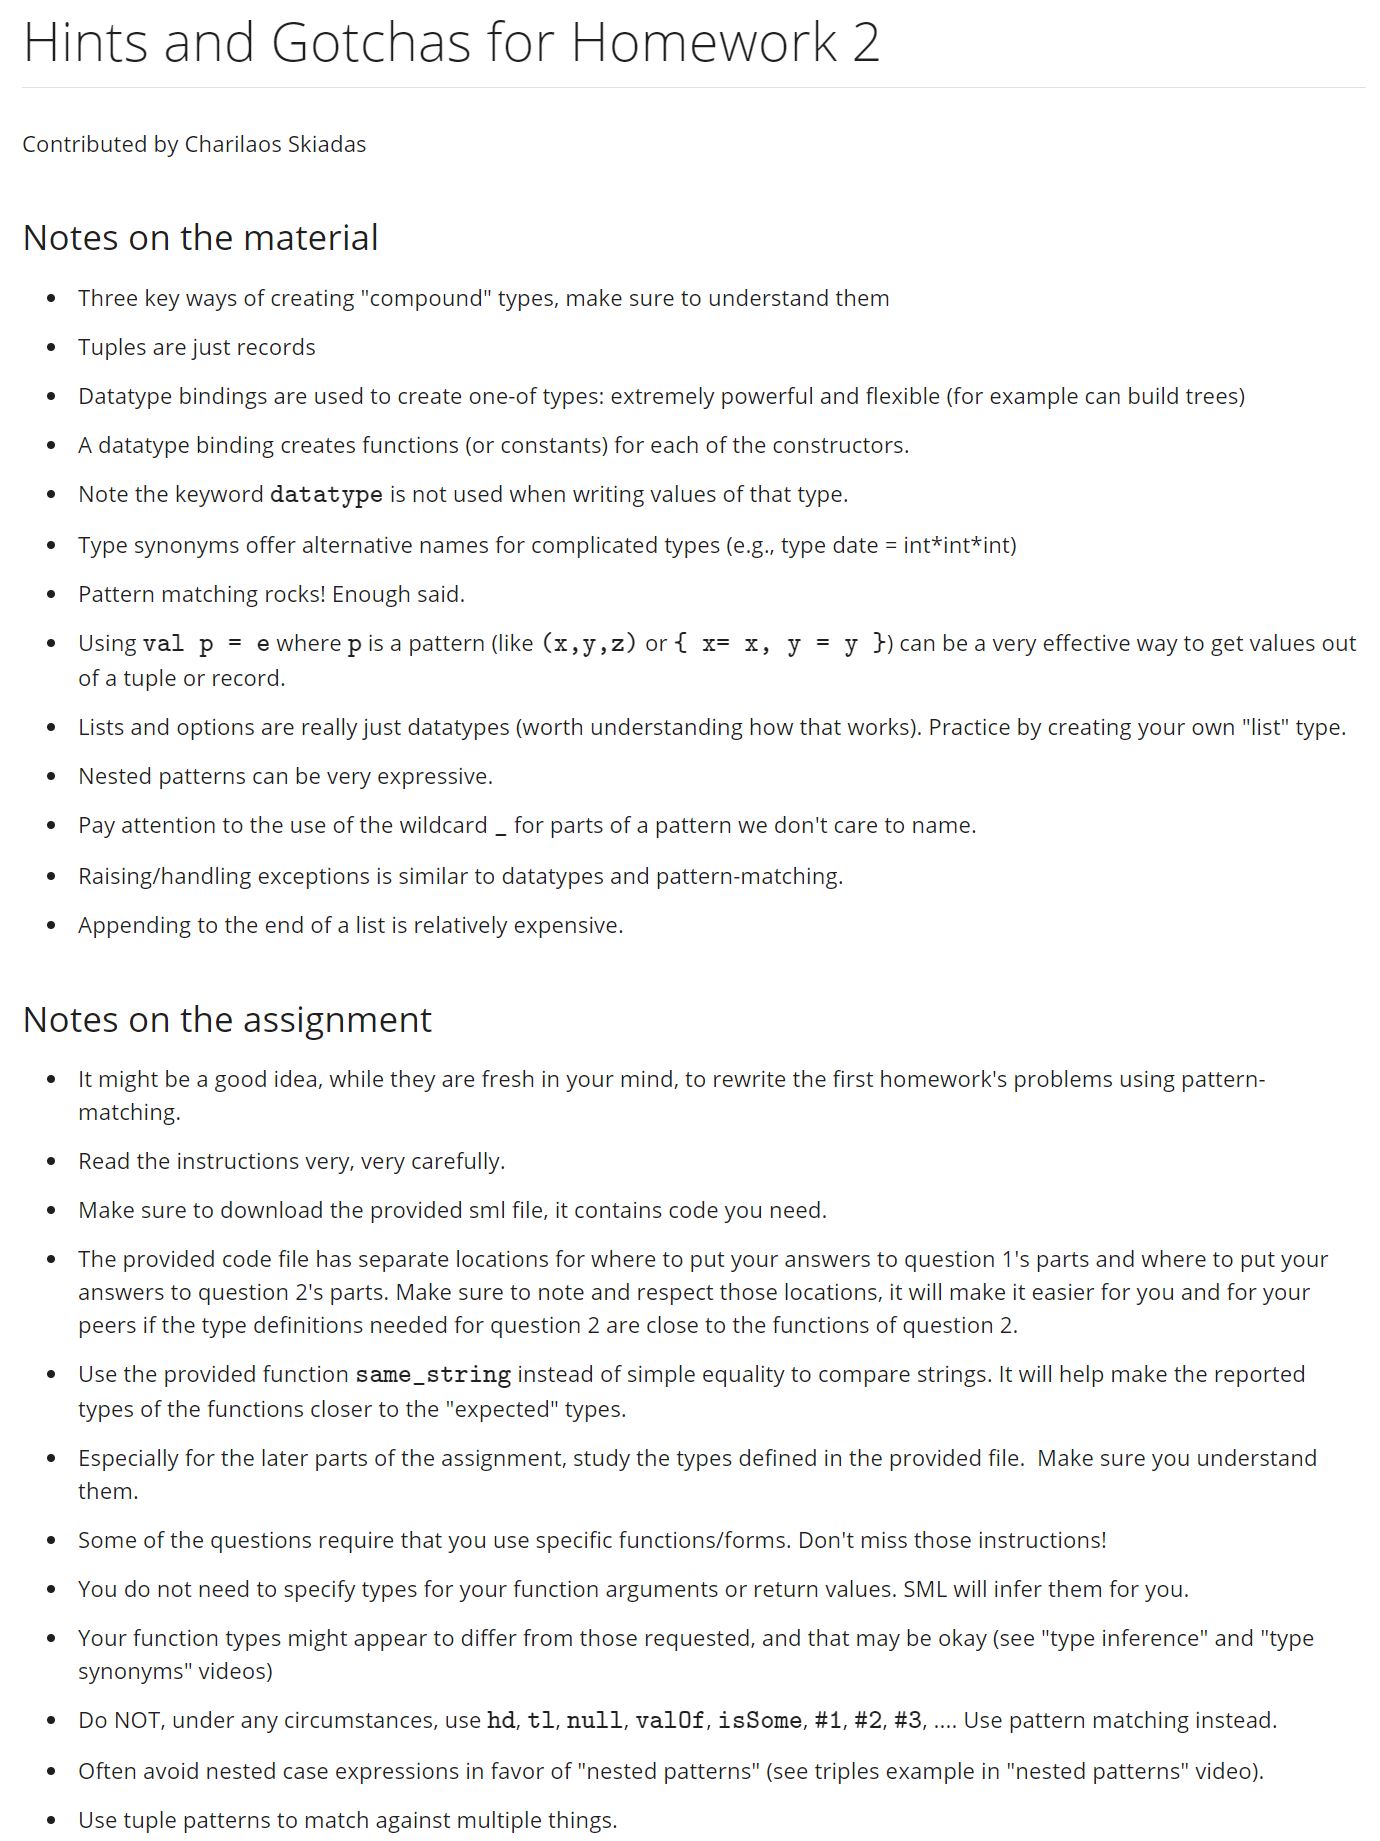 Hints and Gotchas for Homework 2
Contributed by Charilaos Skiadas
Notes on the material
• Three key ways of creating "compound" types, make sure to understand them
• Tuples are just records
• Datatype bindings are used to create one-of types: extremely powerful and flexible (for example can build trees)
• A datatype binding creates functions (or constants) for each of the constructors.
• Note the keyword datatype is not used when writing values of that type.
• Type synonyms offer alternative names for complicated types (e.g., type date = int*int*int)
• Pattern matching rocks! Enough said.
• Using val p = e where p is a pattern (like (x,y,z) or { x= x, y = y }) can be a very effective way to get values out
of a tuple or record.
• Lists and options are really just datatypes (worth understanding how that works). Practice by creating your own "list" type.
• Nested patterns can be very expressive.
• Pay attention to the use of the wildcard _ for parts of a pattern we don't care to name.
• Raising/handling exceptions is similar to datatypes and pattern-matching.
• Appending to the end of a list is relatively expensive.
Notes on the assignment
• It might be a good idea, while they are fresh in your mind, to rewrite the first homework's problems using pattern-
matching.
• Read the instructions very, very carefully.
• Make sure to download the provided sml file, it contains code you need.
• The provided code file has separate locations for where to put your answers to question 1's parts and where to put your
answers to question 2's parts. Make sure to note and respect those locations, it will make it easier for you and for your
peers if the type definitions needed for question 2 are close to the functions of question 2.
• Use the provided function same_string instead of simple equality to compare strings. It will help make the reported
types of the functions closer to the "expected" types.
• Especially for the later parts of the assignment, study the types defined in the provided file.  Make sure you understand
them.
• Some of the questions require that you use specific functions/forms. Don't miss those instructions!
• You do not need to specify types for your function arguments or return values. SML will infer them for you.
• Your function types might appear to differ from those requested, and that may be okay (see "type inference" and "type
synonyms" videos)
• Do NOT, under any circumstances, use hd, tl, null, valOf, isSome, #1, #2, #3, .... Use pattern matching instead.
• Often avoid nested case expressions in favor of "nested patterns" (see triples example in "nested patterns" video).
• Use tuple patterns to match against multiple things.